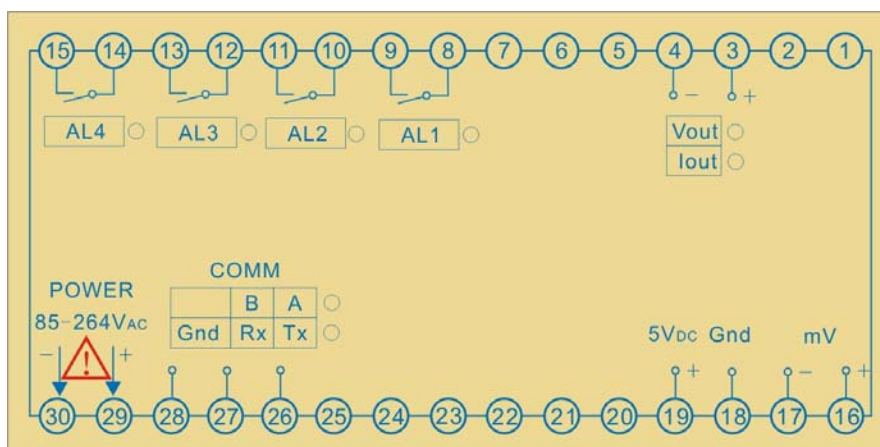 15 14 13 12 11 10 9 8 7 6 5 4 3 2 1
- +
AL4 AL3 AL2 AL1 Vout
Iout
COMM
POWER
B A
85-264VAC
Gnd Rx Tx
5VDC Gnd mV
- ! +
+ - +
30 29 28 27 26 25 24 23 22 21 20 19 18 17 16